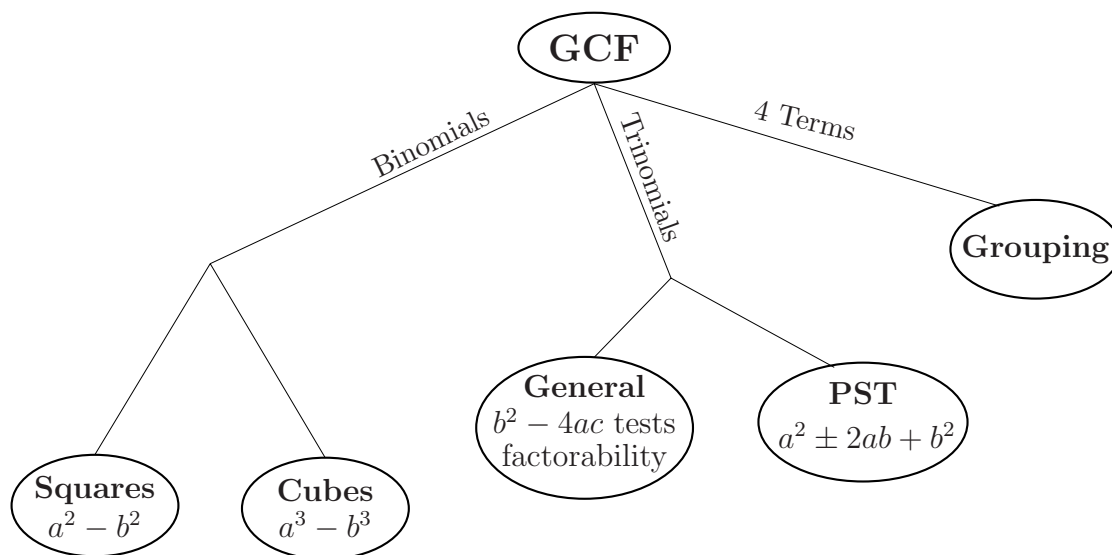 GCF
Binomials
Trinomials
4 Terms
Grouping
General
b² − 4ac tests
factorability
PST
a² ± 2ab + b²
Squares
a² − b²
Cubes
a³ − b³